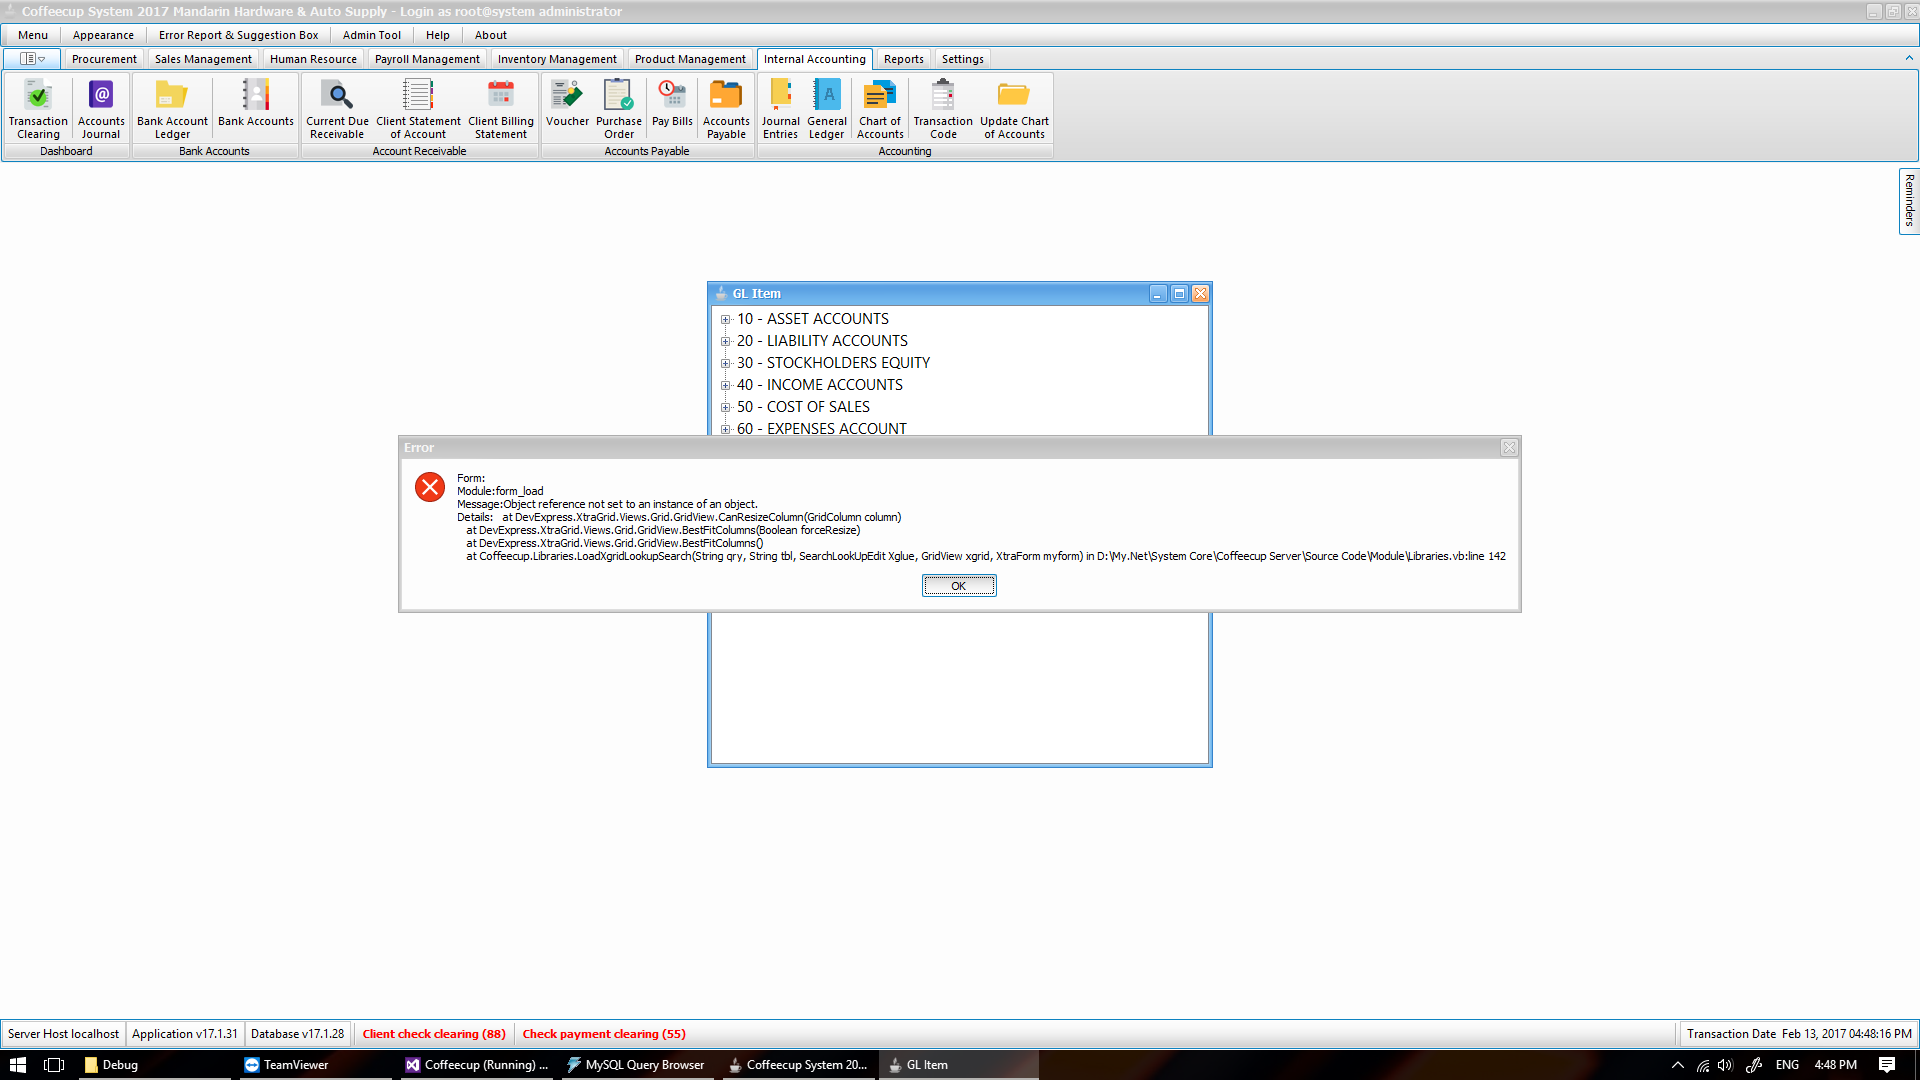 Coffeecup System 2017 Mandarin Hardware & Auto Supply - Login as root@system administrator
Menu Appearance Error Report & Suggestion Box Admin Tool Help About
Procurement Sales Management Human Resource Payroll Management Inventory Management Product Management Internal Accounting Reports Settings
Transaction Clearing
Accounts Journal
Dashboard
Bank Account Ledger
Bank Accounts
Bank Accounts
Current Due Receivable
Client Statement of Account
Client Billing Statement
Account Receivable
Voucher
Purchase Order
Pay Bills
Accounts Payable
Accounts Payable
Journal Entries
General Ledger
Chart of Accounts
Transaction Code
Update Chart of Accounts
Accounting
Reminders
GL Item
10 - ASSET ACCOUNTS
20 - LIABILITY ACCOUNTS
30 - STOCKHOLDERS EQUITY
40 - INCOME ACCOUNTS
50 - COST OF SALES
60 - EXPENSES ACCOUNT
Error
Form:
Module:form_load
Message:Object reference not set to an instance of an object.
Details:   at DevExpress.XtraGrid.Views.Grid.GridView.CanResizeColumn(GridColumn column)
at DevExpress.XtraGrid.Views.Grid.GridView.BestFitColumns(Boolean forceResize)
at DevExpress.XtraGrid.Views.Grid.GridView.BestFitColumns()
at Coffeecup.Libraries.LoadXgridLookupSearch(String qry, String tbl, SearchLookUpEdit Xglue, GridView xgrid, XtraForm myform) in D:\My.Net\System Core\Coffeecup Server\Source Code\Module\Libraries.vb:line 142
OK
Server Host localhost Application v17.1.31 Database v17.1.28 Client check clearing (88) Check payment clearing (55) Transaction Date Feb 13, 2017 04:48:16 PM
Debug TeamViewer Coffeecup (Running) ... MySQL Query Browser Coffeecup System 20... GL Item ENG 4:48 PM